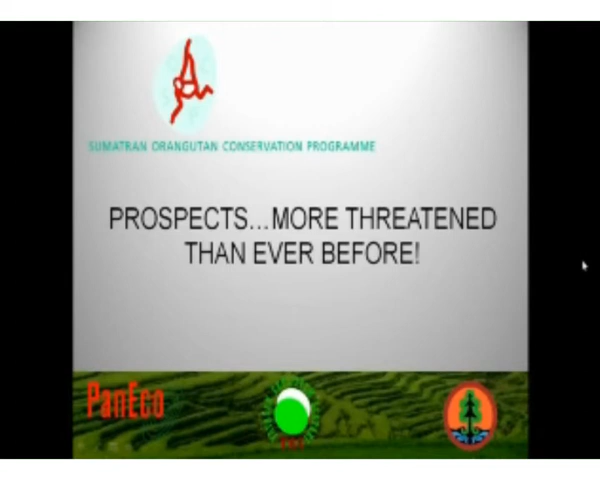 SUMATRAN ORANGUTAN CONSERVATION PROGRAMME
PROSPECTS...MORE THREATENED
THAN EVER BEFORE!
PanEco